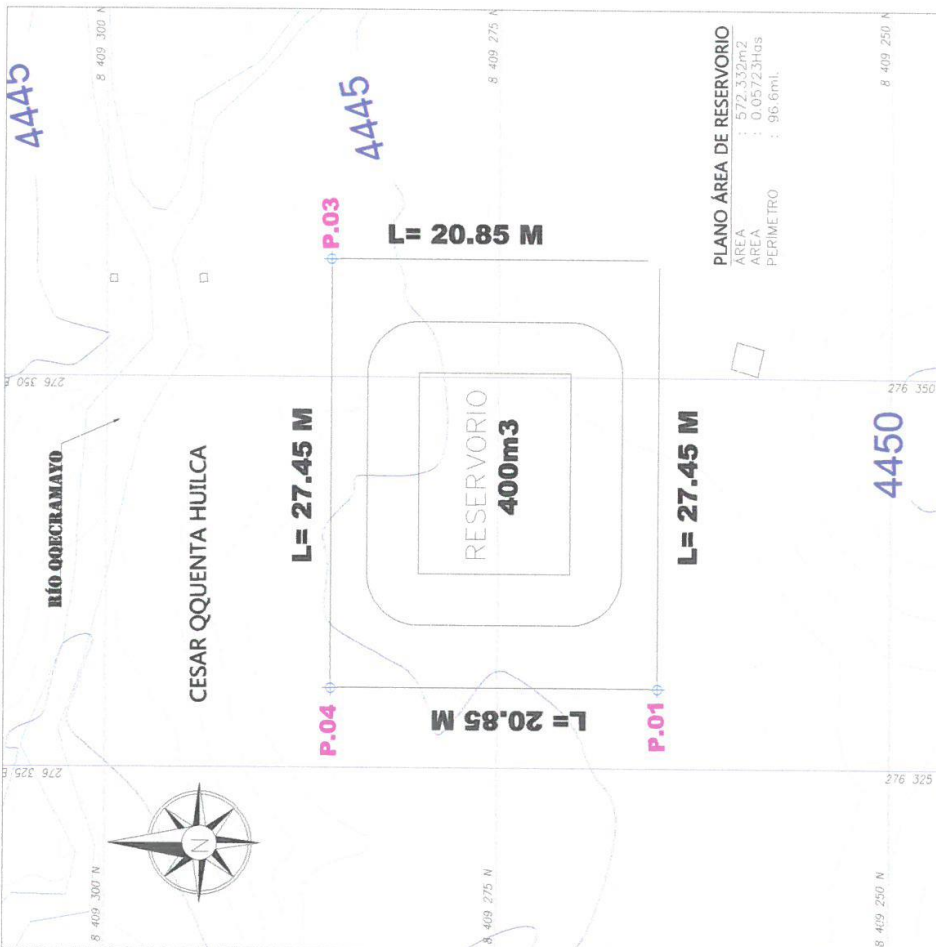 4445
8 409 300 N
8 409 275 N
8 409 250 N
4445
PLANO ÁREA DE RESERVORIO
ÁREA : 572.332m2
AREA : 0.05723Has
PERÍMETRO : 96.6ml.
P.03
L= 20.85 M
276 350 E
276 350
RÍO QQECRAMAYO
CESAR QQUENTA HUILCA
L= 27.45 M
RESERVORIO
400m3
L= 27.45 M
4450
P.04
L= 20.85 M
P.01
276 325 E
276 325
N
8 409 300 N
8 409 275 N
8 409 250 N